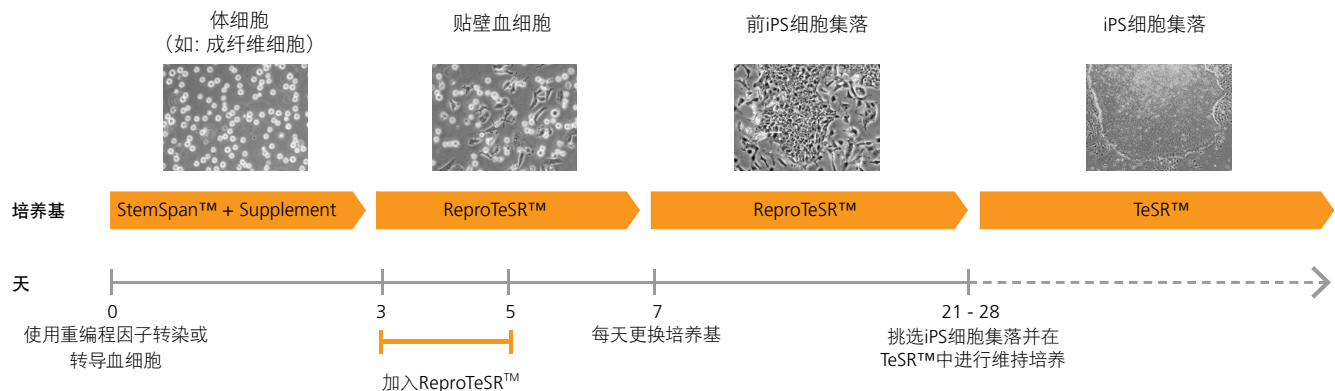 体细胞
（如: 成纤维细胞）
贴壁血细胞
前iPS细胞集落
iPS细胞集落
培养基
StemSpan™ + Supplement
ReproTeSR™
ReproTeSR™
TeSR™
天
0
3
5
7
21 - 28
使用重编程因子转染或
转导血细胞
加入ReproTeSR™
每天更换培养基
挑选iPS细胞集落并在
TeSR™中进行维持培养